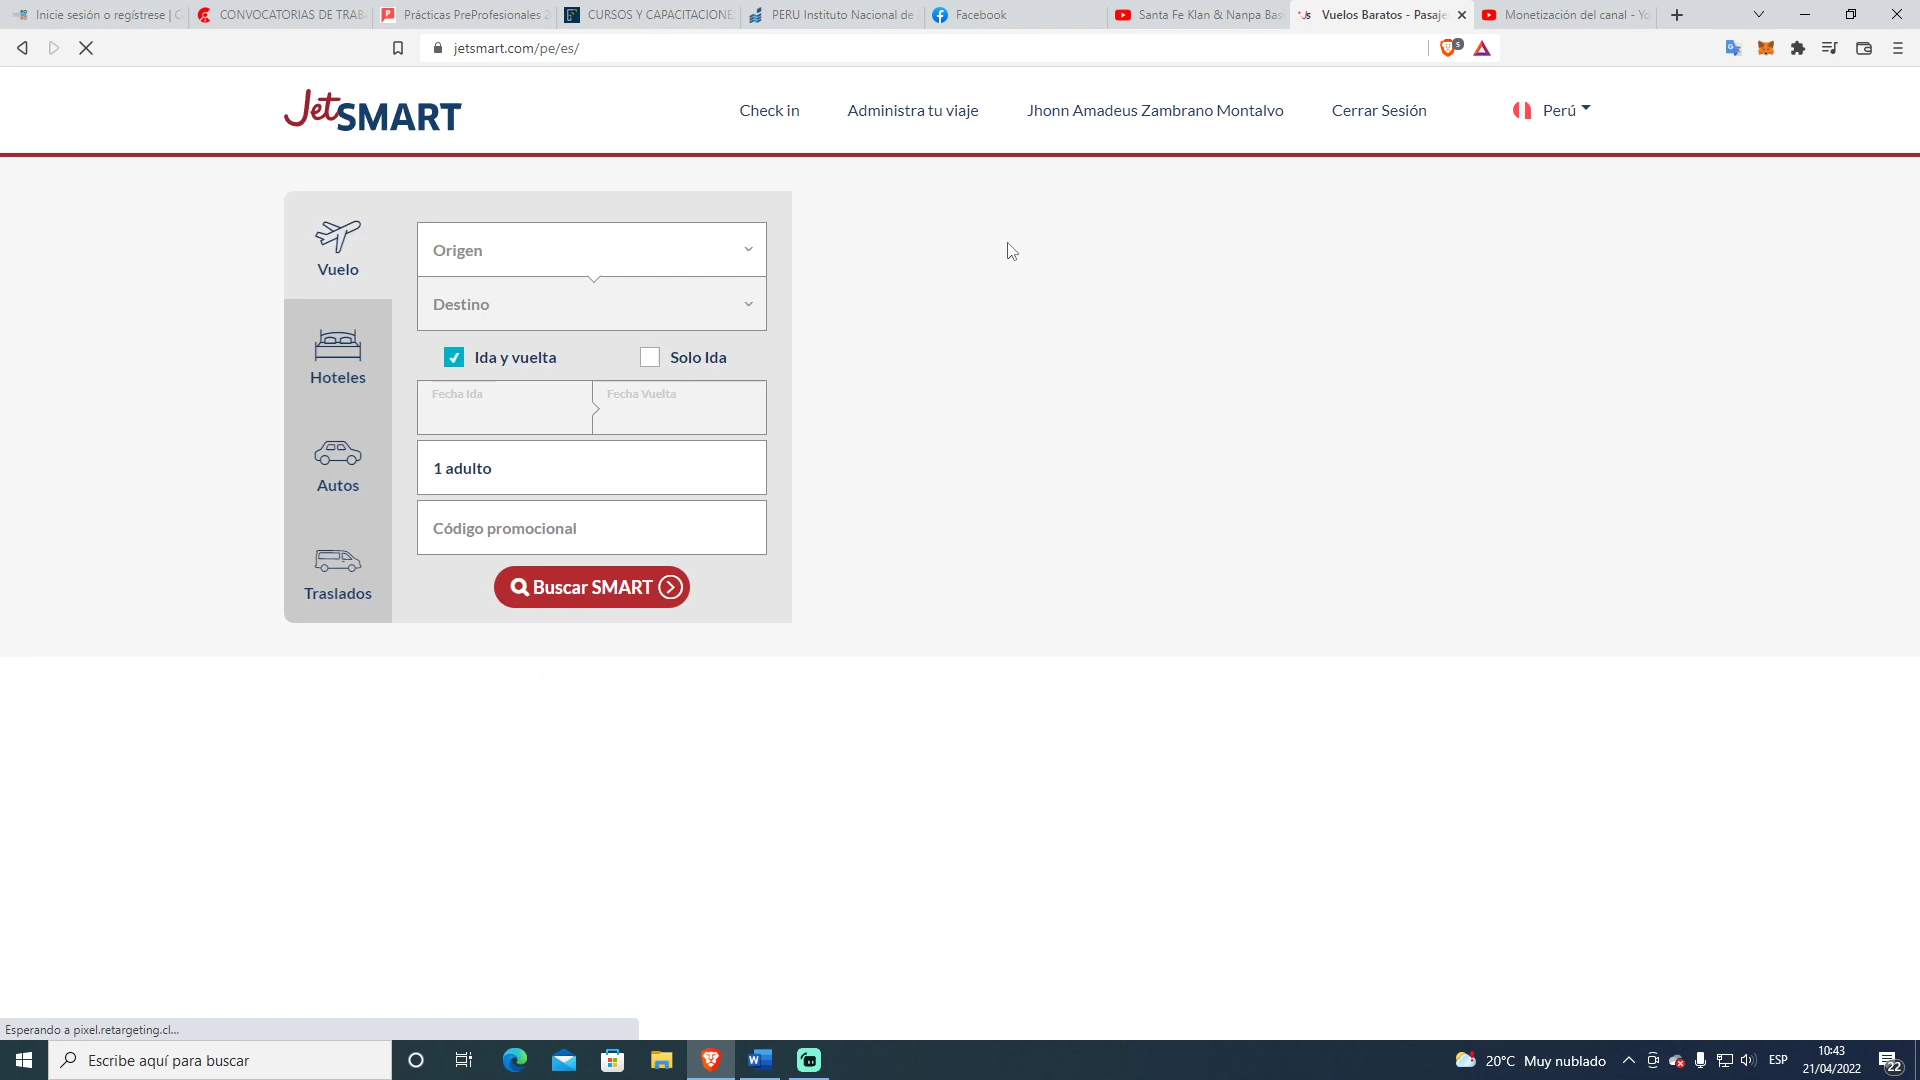 Inicie sesión o regístrese | C
CONVOCATORIAS DE TRAB
Prácticas PreProfesionales 2
CURSOS Y CAPACITACIONE
PERU Instituto Nacional de
Facebook
Santa Fe Klan & Nanpa Bas
Vuelos Baratos - Pasaje
Monetización del canal - Yo
jetsmart.com/pe/es/
5
JetSMART
Check in
Administra tu viaje
Jhonn Amadeus Zambrano Montalvo
Cerrar Sesión
Perú
Vuelo
Hoteles
Autos
Traslados
Origen
Destino
Ida y vuelta
Solo Ida
Fecha Ida
Fecha Vuelta
1 adulto
Código promocional
Buscar SMART
Esperando a pixel.retargeting.cl...
Escribe aquí para buscar
20°C Muy nublado
ESP
10:43
21/04/2022
22